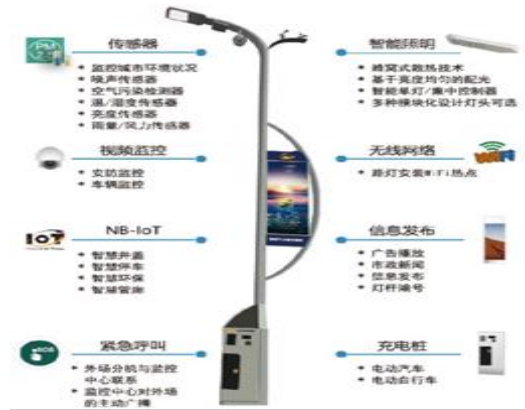 传感器
监控城市环境状况
噪声传感器
空气污染检测器
温/湿度传感器
亮度传感器
雨量/风力传感器
视频监控
安防监控
车辆监控
NB-IoT
智慧井盖
智慧停车
智慧环保
智慧管廊
紧急呼叫
外场分机与监控
中心联系
监控中心对外场
的主动广播
智能照明
蜂窝式散热技术
基于亮度均匀的配光
智能单灯/集中控制器
多种模块化设计灯头可选
无线网络
路灯安装WiFi热点
信息发布
广告播放
市政新闻
信息发布
灯杆编号
充电桩
电动汽车
电动自行车
PM
2.5
IoT
SOS
WiFi